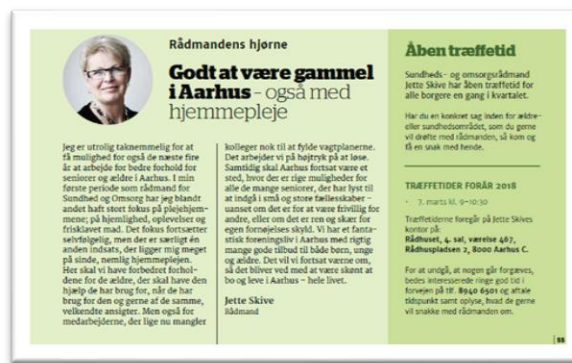 Rådmandens hjørne
Godt at være gammel
i Aarhus – også med
hjemmepleje
Jeg er utrolig taknemmelig for at
få mulighed for også de næste fire
år at arbejde for bedre forhold for
seniorer og ældre i Aarhus. I min
første periode som rådmand for
Sundhed og Omsorg har jeg blandt
andet haft stort fokus på plejehjem-
mene; på hjemlighed, oplevelser og
frisklavet mad. Det fokus fortsætter
selvfølgelig, men der er særligt én
anden indsats, der ligger mig meget
på sinde, nemlig hjemmeplejen.
Her skal vi have forbedret forhol-
dene for de ældre, der skal have den
hjælp de har brug for, når de har
brug for den og gerne af de samme,
velkendte ansigter. Men også for
medarbejderne, der lige nu mangler
kolleger nok til at fylde vagtplanerne.
Det arbejder vi på højtryk på at løse.
Samtidig skal Aarhus fortsat være et
sted, hvor der er rige muligheder for
alle de mange seniorer, der har lyst til
at indgå i små og store fællesskaber –
uanset om det er for at være frivillig for
andre, eller om det er ren og skær for
egen fornøjelses skyld. Vi har et fanta-
stisk foreningsliv i Aarhus med rigtig
mange gode tilbud til både børn, unge
og ældre. Det vil vi fortsat værne om,
så det bliver ved med at være skønt at
bo og leve i Aarhus – hele livet.
Jette Skive
Rådmand
Åben træffetid
Sundheds- og omsorgsrådmand
Jette Skive har åben træffetid for
alle borgere en gang i kvartalet.
Har du en konkret sag inden for ældre-
eller sundhedsområdet, som du gerne
vil drøfte med rådmanden, så kom og
få en snak med hende.
TRÆFFETIDER FORÅR 2018
- 7. marts kl. 9-10:30
Træffetiderne foregår på Jette Skives
kontor på:
Rådhuset, 4. sal, værelse 467,
Rådhuspladsen 2, 8000 Aarhus C.
For at undgå, at nogen går forgæves,
bedes interesserede ringe god tid i
forvejen på tlf. 8940 6501 og aftale
tidspunkt samt oplyse, hvad de gerne
vil snakke med rådmanden om.
55